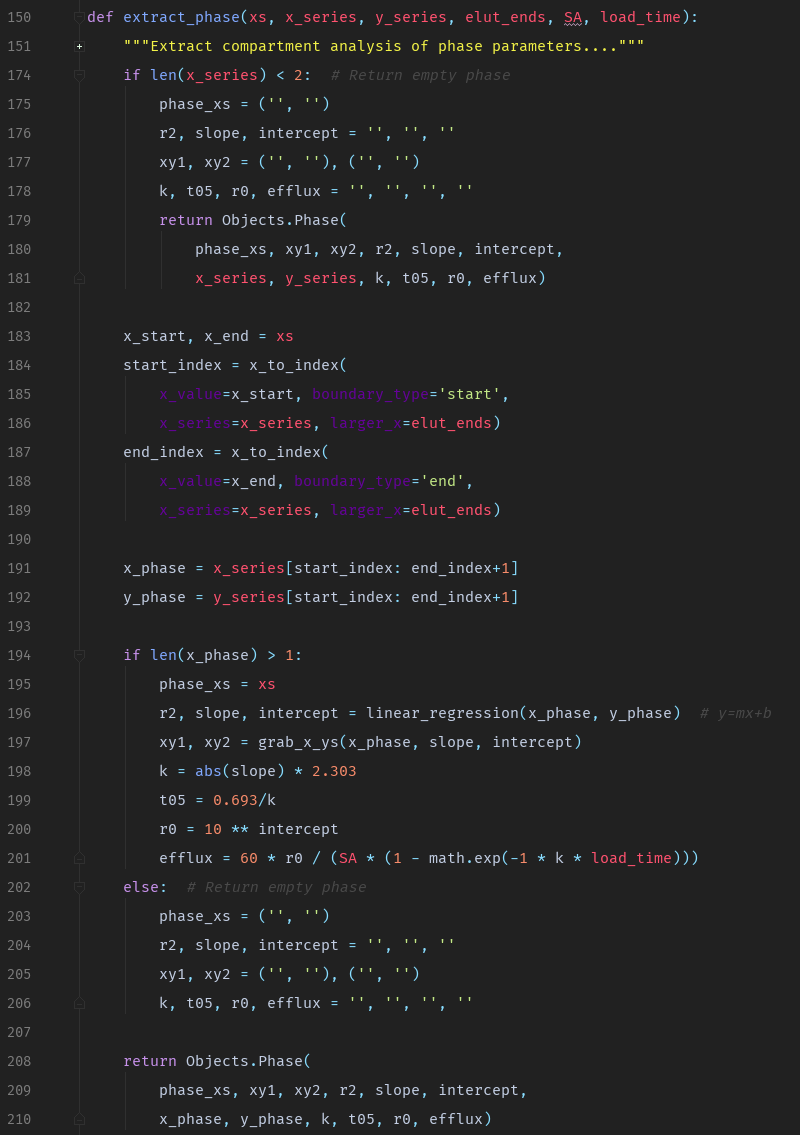 150 def extract_phase(xs, x_series, y_series, elut_ends, SA, load_time):
151     """Extract compartment analysis of phase parameters...."""
174     if len(x_series) < 2:  # Return empty phase
175         phase_xs = ('', '')
176         r2, slope, intercept = '', '', ''
177         xy1, xy2 = ('', ''), ('', '')
178         k, t05, r0, efflux = '', '', '', ''
179         return Objects.Phase(
180             phase_xs, xy1, xy2, r2, slope, intercept,
181             x_series, y_series, k, t05, r0, efflux)
182
183     x_start, x_end = xs
184     start_index = x_to_index(
185         x_value=x_start, boundary_type='start',
186         x_series=x_series, larger_x=elut_ends)
187     end_index = x_to_index(
188         x_value=x_end, boundary_type='end',
189         x_series=x_series, larger_x=elut_ends)
190
191     x_phase = x_series[start_index: end_index+1]
192     y_phase = y_series[start_index: end_index+1]
193
194     if len(x_phase) > 1:
195         phase_xs = xs
196         r2, slope, intercept = linear_regression(x_phase, y_phase)  # y=mx+b
197         xy1, xy2 = grab_x_ys(x_phase, slope, intercept)
198         k = abs(slope) * 2.303
199         t05 = 0.693/k
200         r0 = 10 ** intercept
201         efflux = 60 * r0 / (SA * (1 - math.exp(-1 * k * load_time)))
202     else:  # Return empty phase
203         phase_xs = ('', '')
204         r2, slope, intercept = '', '', ''
205         xy1, xy2 = ('', ''), ('', '')
206         k, t05, r0, efflux = '', '', '', ''
207
208     return Objects.Phase(
209         phase_xs, xy1, xy2, r2, slope, intercept,
210         x_phase, y_phase, k, t05, r0, efflux)